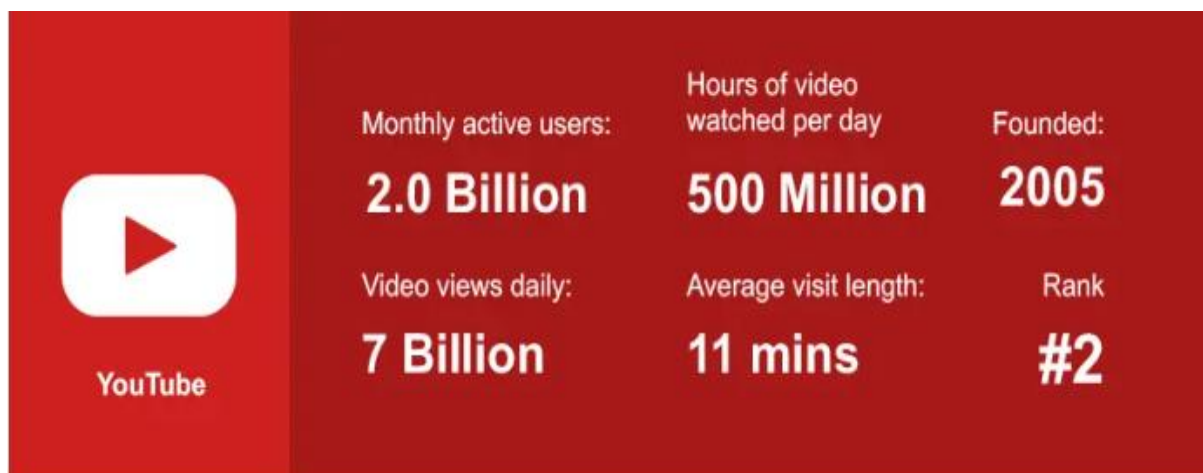 YouTube
Monthly active users:
2.0 Billion
Hours of video
watched per day
500 Million
Founded:
2005
Video views daily:
7 Billion
Average visit length:
11 mins
Rank
#2